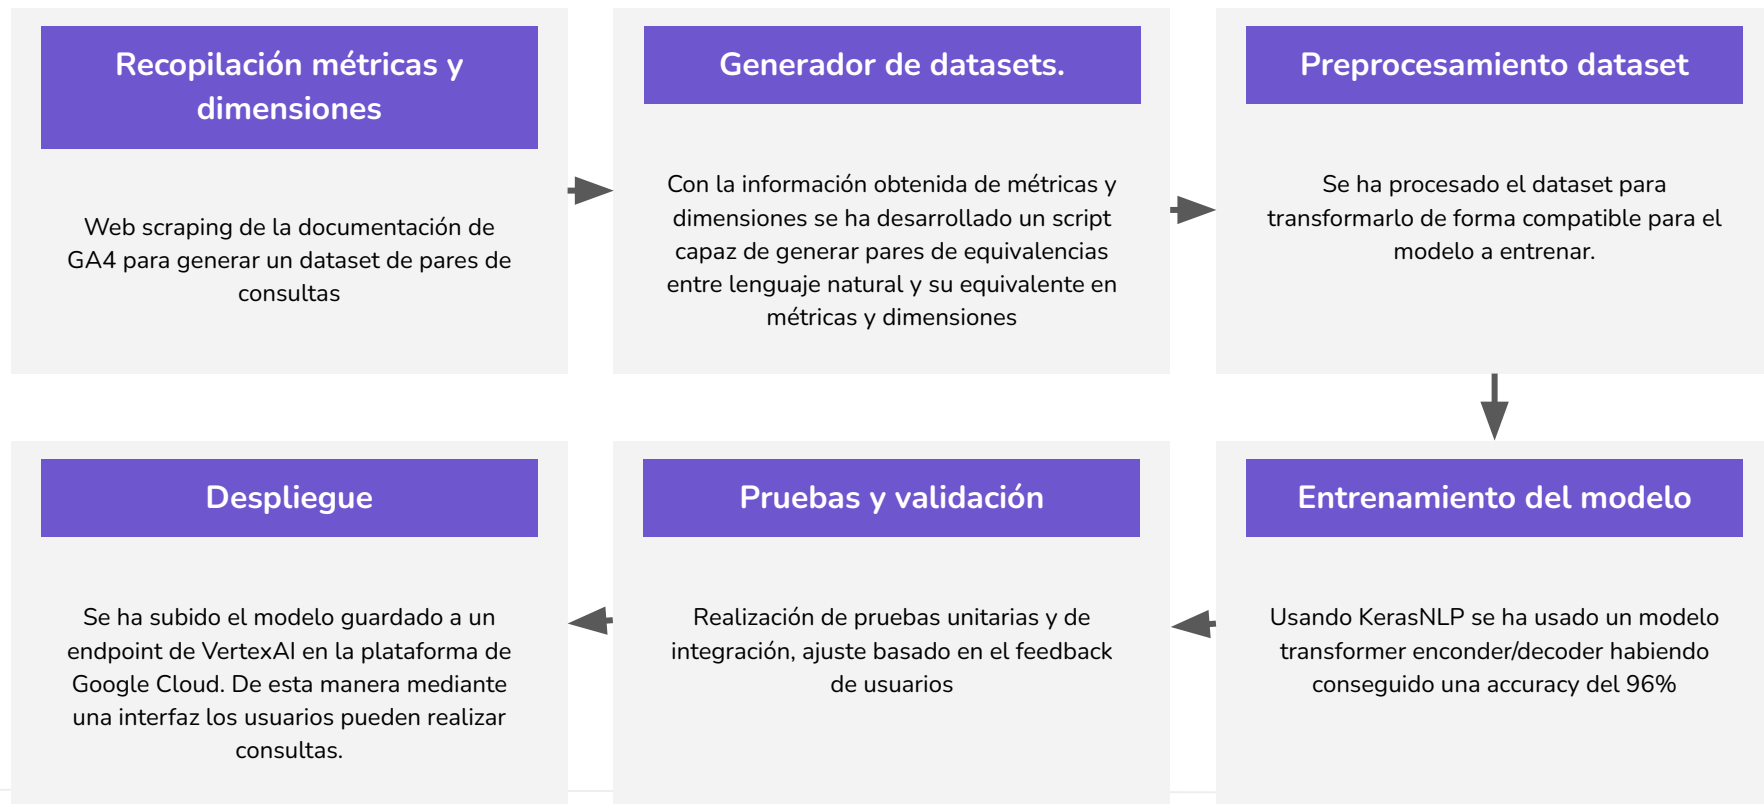 Recopilación métricas y
dimensiones
Web scraping de la documentación de
GA4 para generar un dataset de pares de
consultas
Generador de datasets.
Con la información obtenida de métricas y
dimensiones se ha desarrollado un script
capaz de generar pares de equivalencias
entre lenguaje natural y su equivalente en
métricas y dimensiones
Preprocesamiento dataset
Se ha procesado el dataset para
transformarlo de forma compatible para el
modelo a entrenar.
Entrenamiento del modelo
Usando KerasNLP se ha usado un modelo
transformer enconder/decoder habiendo
conseguido una accuracy del 96%
Pruebas y validación
Realización de pruebas unitarias y de
integración, ajuste basado en el feedback
de usuarios
Despliegue
Se ha subido el modelo guardado a un
endpoint de VertexAI en la plataforma de
Google Cloud. De esta manera mediante
una interfaz los usuarios pueden realizar
consultas.